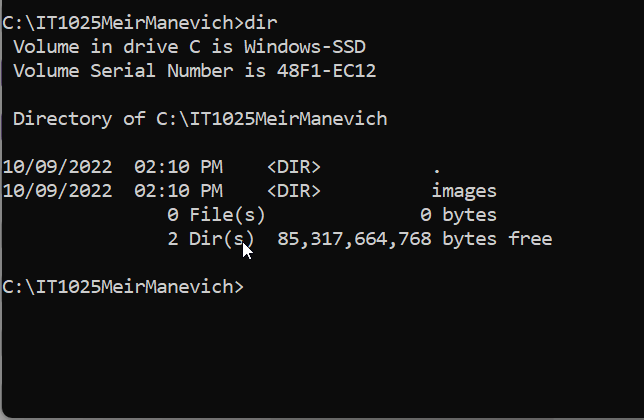 C:\IT1025MeirManevich>dir
Volume in drive C is Windows-SSD
Volume Serial Number is 48F1-EC12
Directory of C:\IT1025MeirManevich
10/09/2022 02:10 PM <DIR> .
10/09/2022 02:10 PM <DIR> images
0 File(s) 0 bytes
2 Dir(s) 85,317,664,768 bytes free
C:\IT1025MeirManevich>